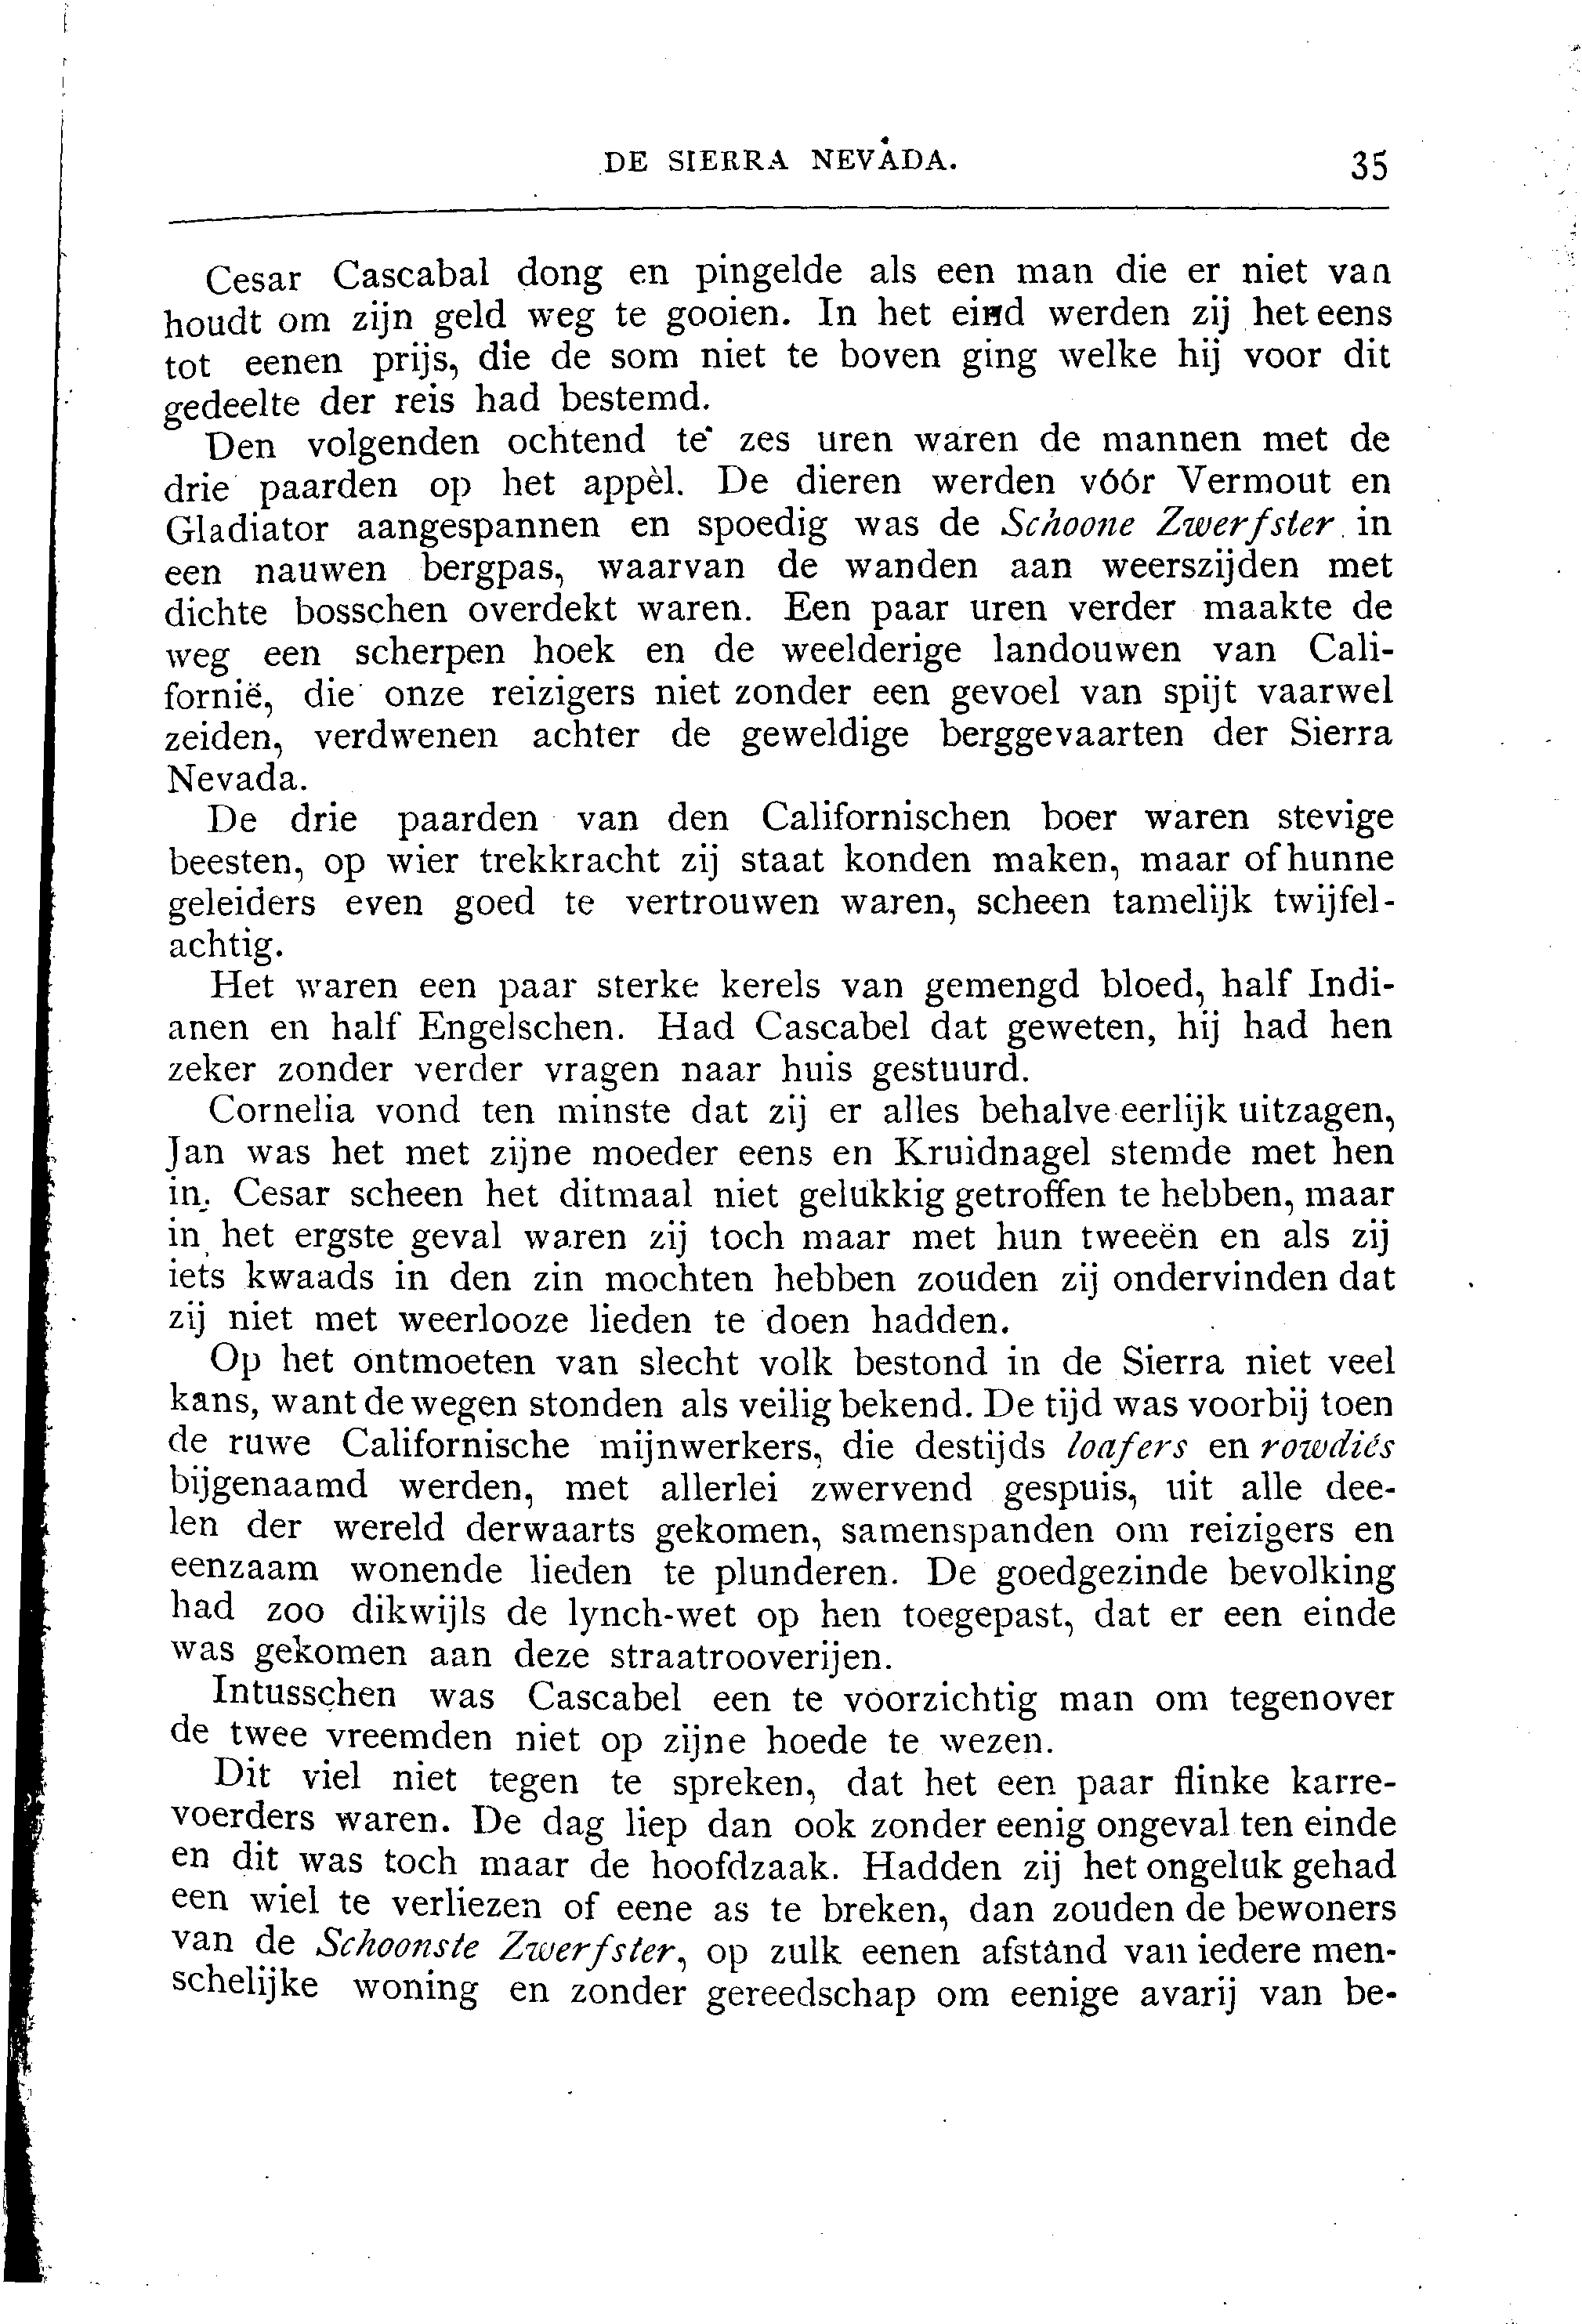 DE SIERRA NEVADA. 35
Cesar Cascabal dong en pingelde als een man die er niet van
houdt om zijn geld weg te gooien. In het eind werden zij het eens
tot eenen prijs, die de som niet te boven ging welke hij voor dit
gedeelte der reis had bestemd.
Den volgenden ochtend te zes uren waren de mannen met de
drie paarden op het appèl. De dieren werden vóór Vermout en
Gladiator aangespannen en spoedig was de Schoone Zwerfster in
een nauwen bergpas, waarvan de wanden aan weerszijden met
dichte bosschen overdekt waren. Een paar uren verder maakte de
weg een scherpen hoek en de weelderige landouwen van Cali-
fornië, die onze reizigers niet zonder een gevoel van spijt vaarwel
zeiden, verdwenen achter de geweldige berggevaarten der Sierra
Nevada.
De drie paarden van den Californischen boer waren stevige
beesten, op wier trekkracht zij staat konden maken, maar of hunne
geleiders even goed te vertrouwen waren, scheen tamelijk twijfel-
achtig.
Het waren een paar sterke kerels van gemengd bloed, half Indi-
anen en half Engelschen. Had Cascabel dat geweten, hij had hen
zeker zonder verder vragen naar huis gestuurd.
Cornelia vond ten minste dat zij er alles behalve eerlijk uitzagen,
Jan was het met zijne moeder eens en Kruidnagel stemde met hen
in. Cesar scheen het ditmaal niet gelukkig getroffen te hebben, maar
in het ergste geval waren zij toch maar met hun tweeën en als zij
iets kwaads in den zin mochten hebben zouden zij ondervinden dat
zij niet met weerlooze lieden te doen hadden.
Op het ontmoeten van slecht volk bestond in de Sierra niet veel
kans, want de wegen stonden als veilig bekend. De tijd was voorbij toen
de ruwe Californische mijnwerkers, die destijds loafers en rowdiés
bijgenaamd werden, met allerlei zwervend gespuis, uit alle dee-
len der wereld derwaarts gekomen, samenspanden om reizigers en
eenzaam wonende lieden te plunderen. De goedgezinde bevolking
had zoo dikwijls de lynch-wet op hen toegepast, dat er een einde
was gekomen aan deze straatrooverijen.
Intusschen was Cascabel een te voorzichtig man om tegenover
de twee vreemden niet op zijne hoede te wezen.
Dit viel niet tegen te spreken, dat het een paar flinke karre-
voerders waren. De dag liep dan ook zonder eenig ongeval ten einde
en dit was toch maar de hoofdzaak. Hadden zij het ongeluk gehad
een wiel te verliezen of eene as te breken, dan zouden de bewoners
van de Schoonste Zwerfster, op zulk eenen afstand van iedere men-
schelijke woning en zonder gereedschap om eenige avarij van be-